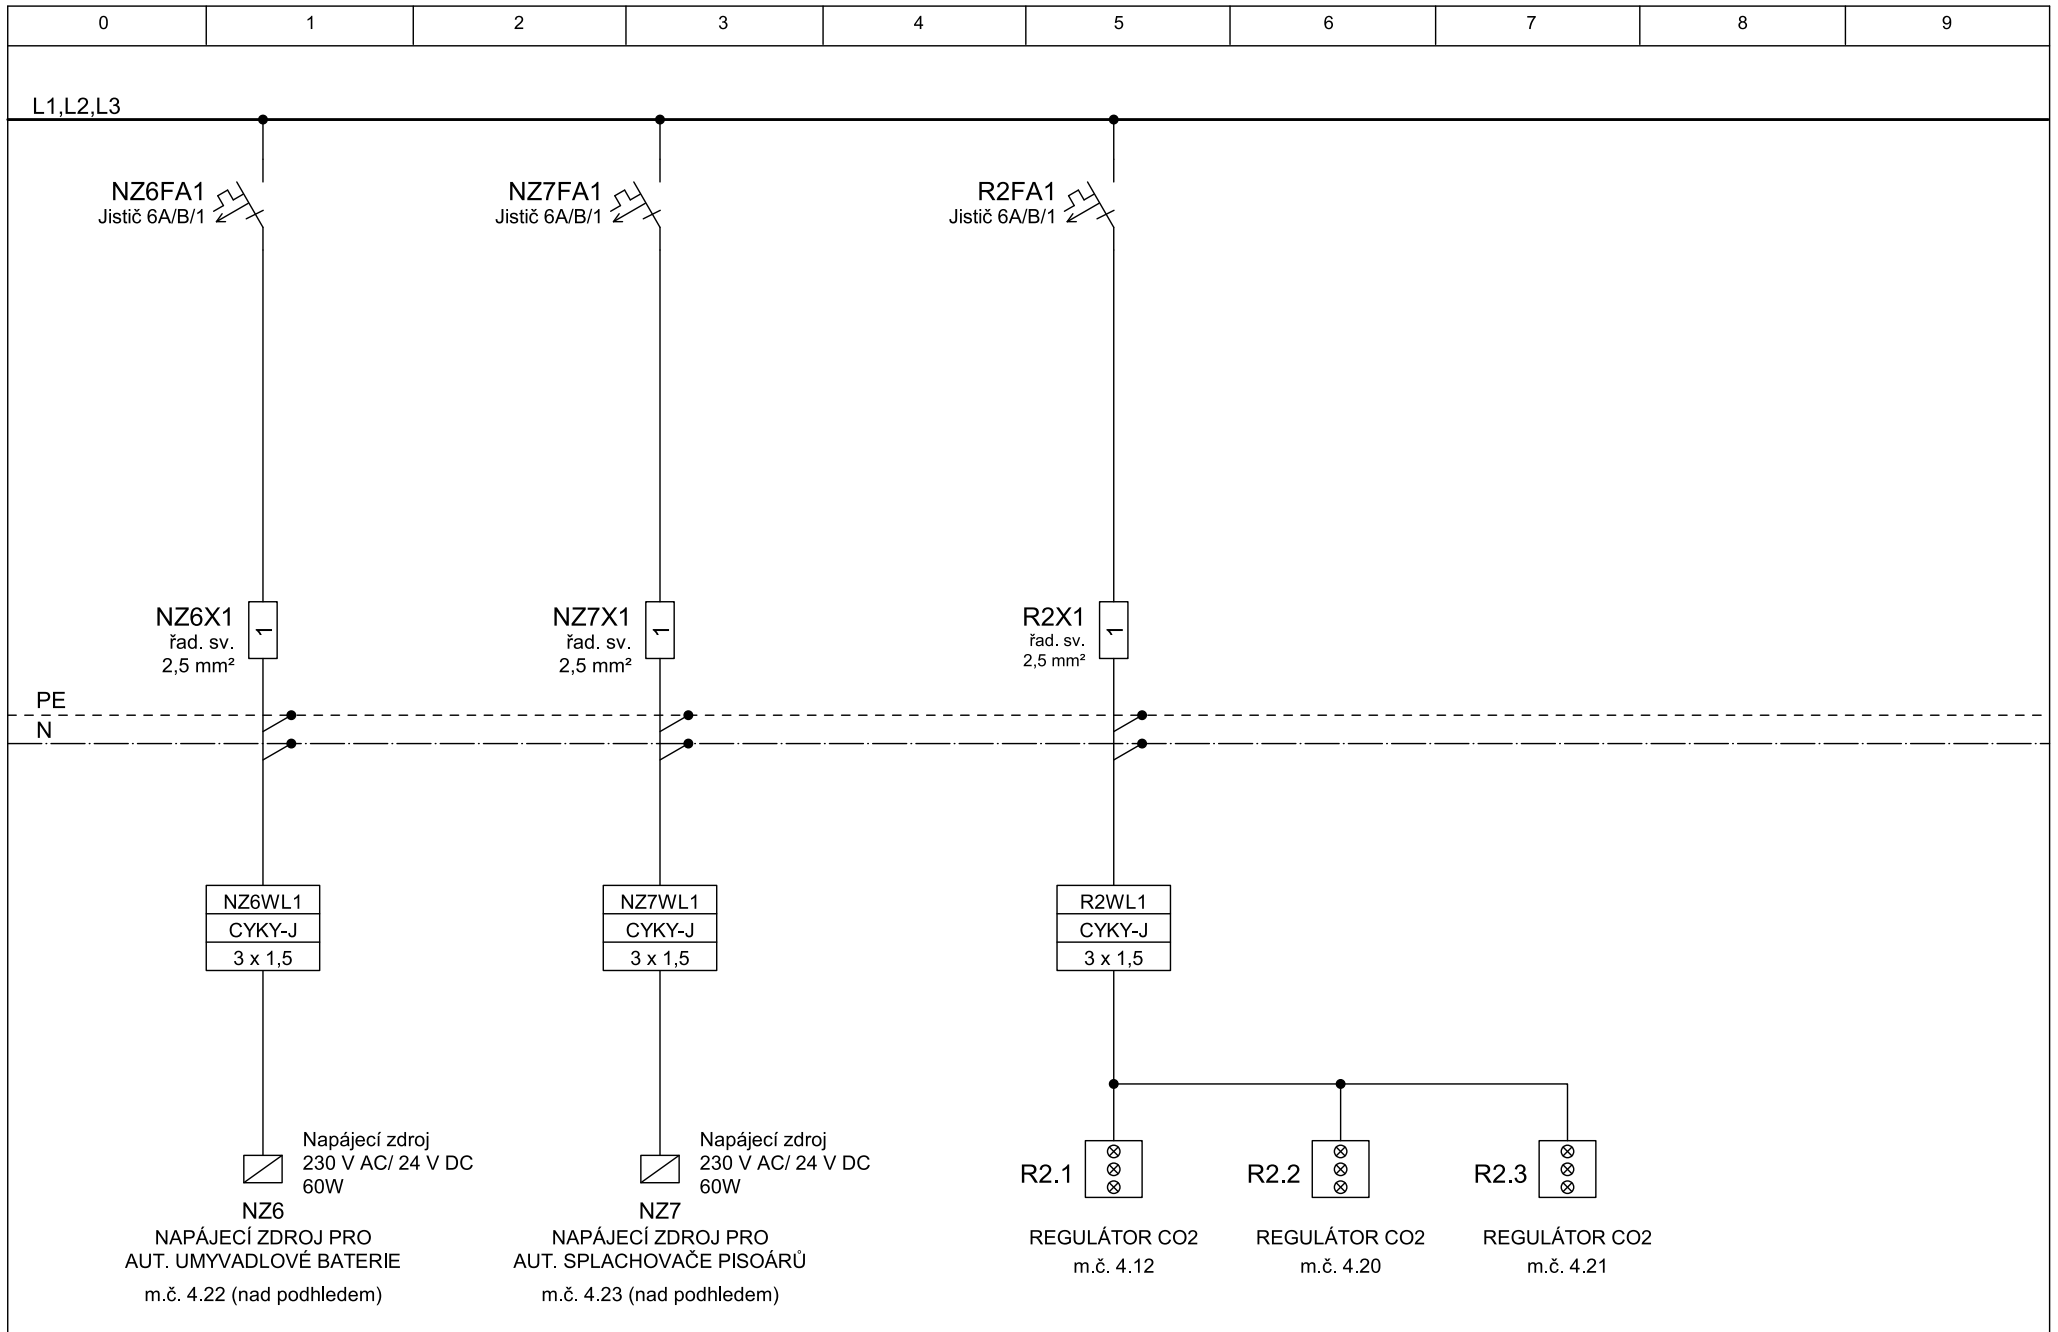 0 1 2 3 4 5 6 7 8 9
L1,L2,L3
NZ6FA1
Jistič 6A/B/1
NZ7FA1
Jistič 6A/B/1
R2FA1
Jistič 6A/B/1
NZ6X1
řad. sv.
2,5 mm²
1
NZ7X1
řad. sv.
2,5 mm²
1
R2X1
řad. sv.
2,5 mm²
1
PE
N
NZ6WL1
CYKY-J
3 x 1,5
NZ7WL1
CYKY-J
3 x 1,5
R2WL1
CYKY-J
3 x 1,5
Napájecí zdroj
230 V AC/ 24 V DC
60W
NZ6
NAPÁJECÍ ZDROJ PRO
AUT. UMYVADLOVÉ BATERIE
m.č. 4.22 (nad podhledem)
Napájecí zdroj
230 V AC/ 24 V DC
60W
NZ7
NAPÁJECÍ ZDROJ PRO
AUT. SPLACHOVAČE PISOÁRŮ
m.č. 4.23 (nad podhledem)
R2.1
REGULÁTOR CO2
m.č. 4.12
R2.2
REGULÁTOR CO2
m.č. 4.20
R2.3
REGULÁTOR CO2
m.č. 4.21